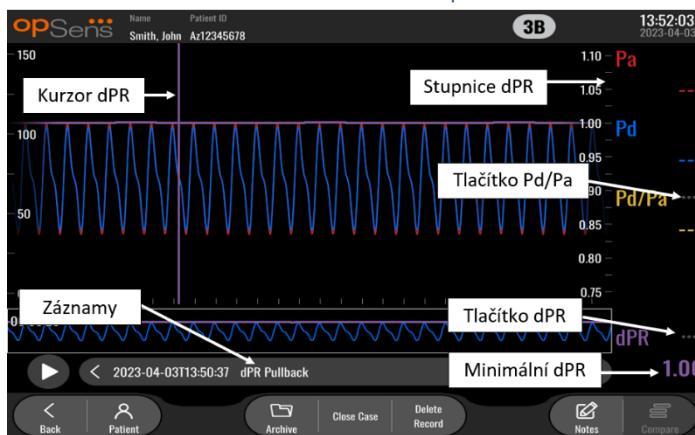 opSens
Name Patient ID
Smith, John Az12345678
3B
13:52:03
2023-04-03
150
100
50
1.10
1.05
1.00
0.95
0.85
0.80
0.75
Pa
Pd
Pd/Pa
dPR
1.00
Kurzor dPR
Stupnice dPR
Tlačítko Pd/Pa
Záznamy
Tlačítko dPR
Minimální dPR
< 2023-04-03T13:50:37 dPR Pullback
Back
Patient
Archive
Close Case
Delete
Record
Notes
Compare